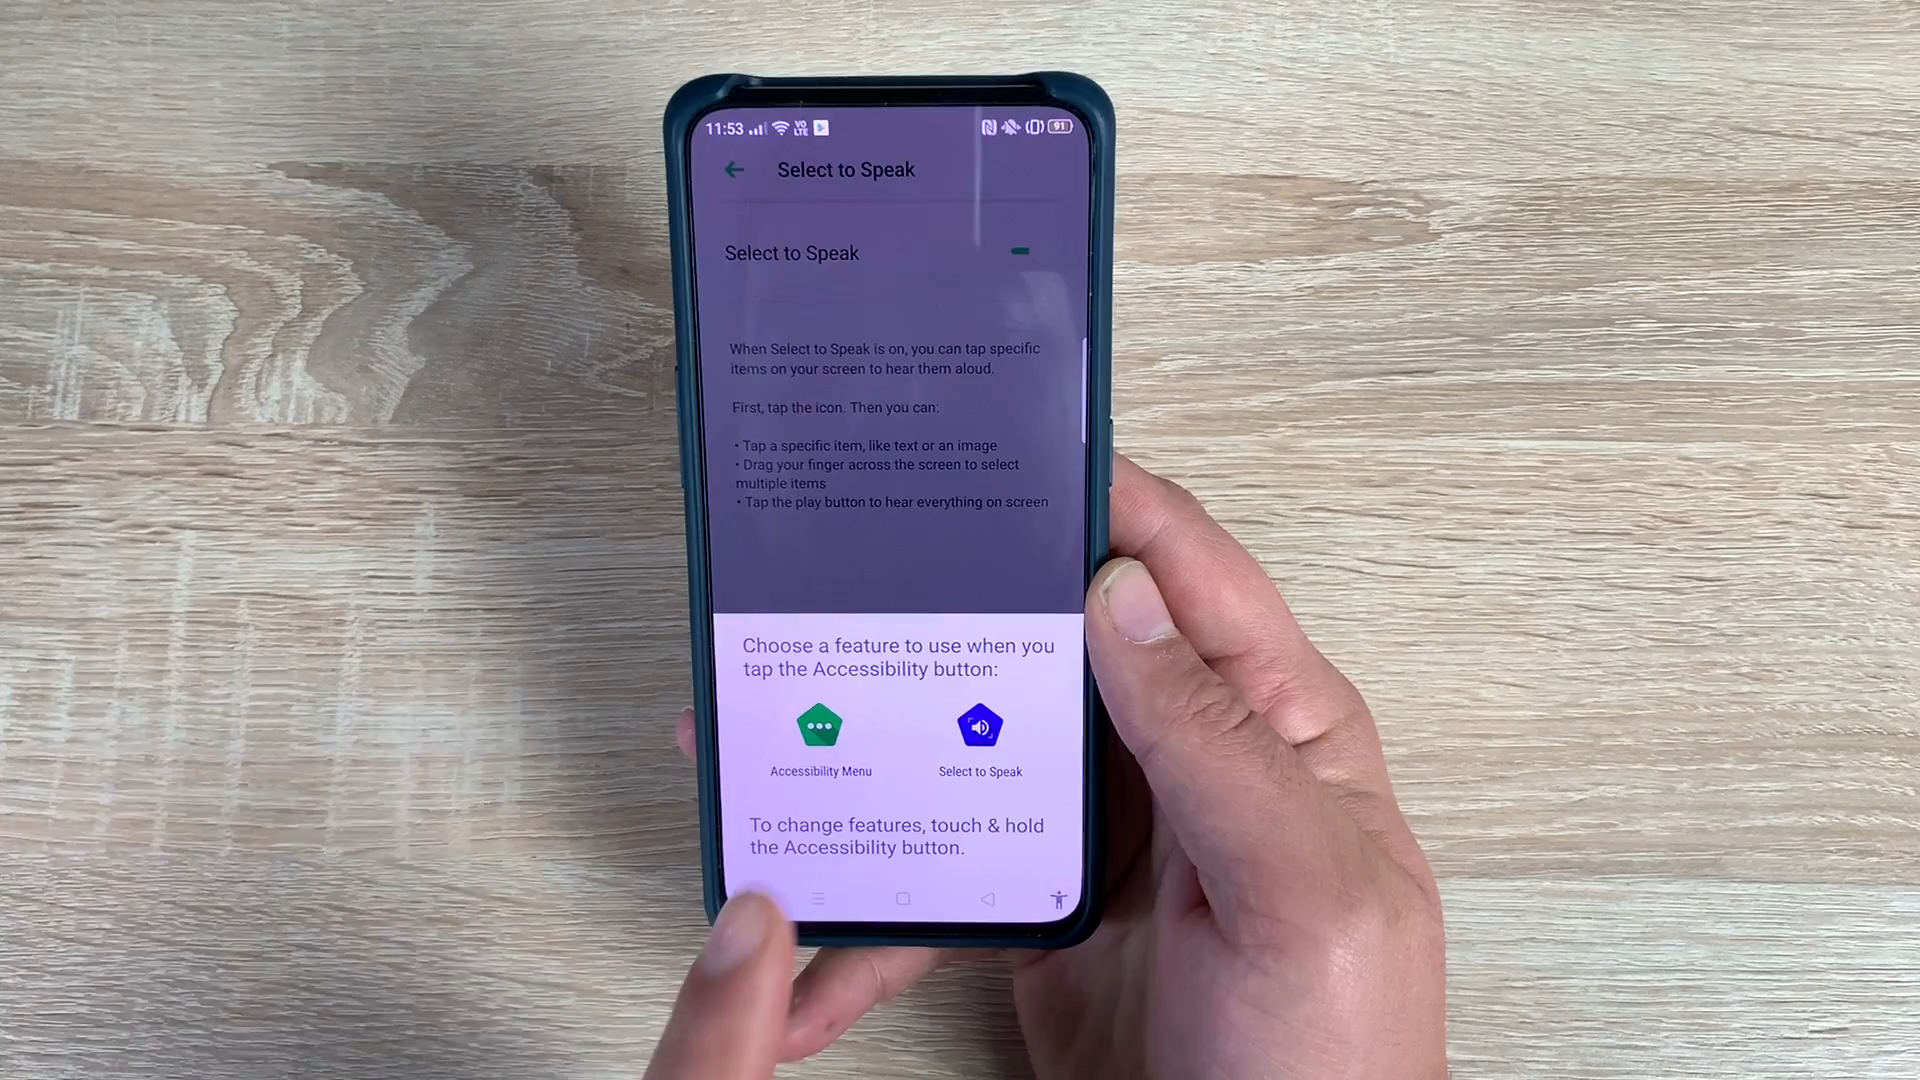 11:53 VO LTE 91
Select to Speak
Select to Speak
When Select to Speak is on, you can tap specific
items on your screen to hear them aloud.
First, tap the icon. Then you can:
• Tap a specific item, like text or an image
• Drag your finger across the screen to select
multiple items
• Tap the play button to hear everything on screen
Choose a feature to use when you
tap the Accessibility button:
Accessibility Menu
Select to Speak
To change features, touch & hold
the Accessibility button.